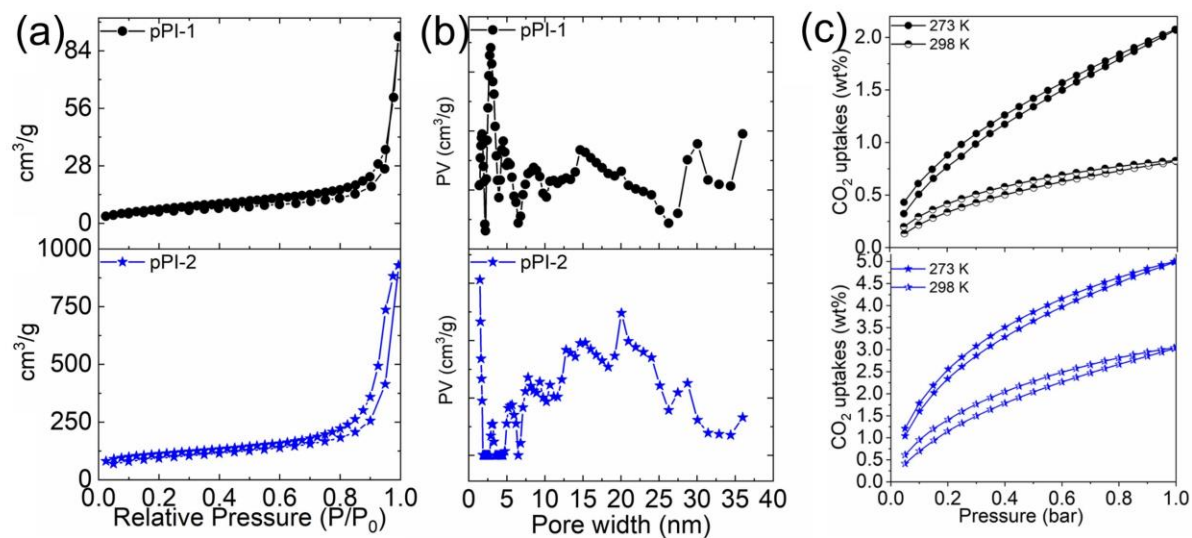 (a)
pPI-1
84
56
28
0
cm³/g
pPI-2
1000
750
500
250
0
cm³/g
0.0 0.2 0.4 0.6 0.8 1.0
Relative Pressure (P/P₀)
(b)
pPI-1
PV (cm³/g)
pPI-2
PV (cm³/g)
0 5 10 15 20 25 30 35 40
Pore width (nm)
(c)
273 K
298 K
2.0
1.5
1.0
0.5
0.0
CO₂ uptakes (wt%)
273 K
298 K
5.0
4.5
4.0
3.5
3.0
2.5
2.0
1.5
1.0
0.5
0.0
CO₂ uptakes (wt%)
0.0 0.2 0.4 0.6 0.8 1.0
Pressure (bar)